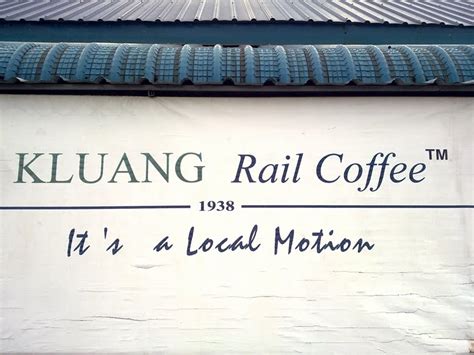 KLUANG Rail Coffee™
1938
It's a Local Motion